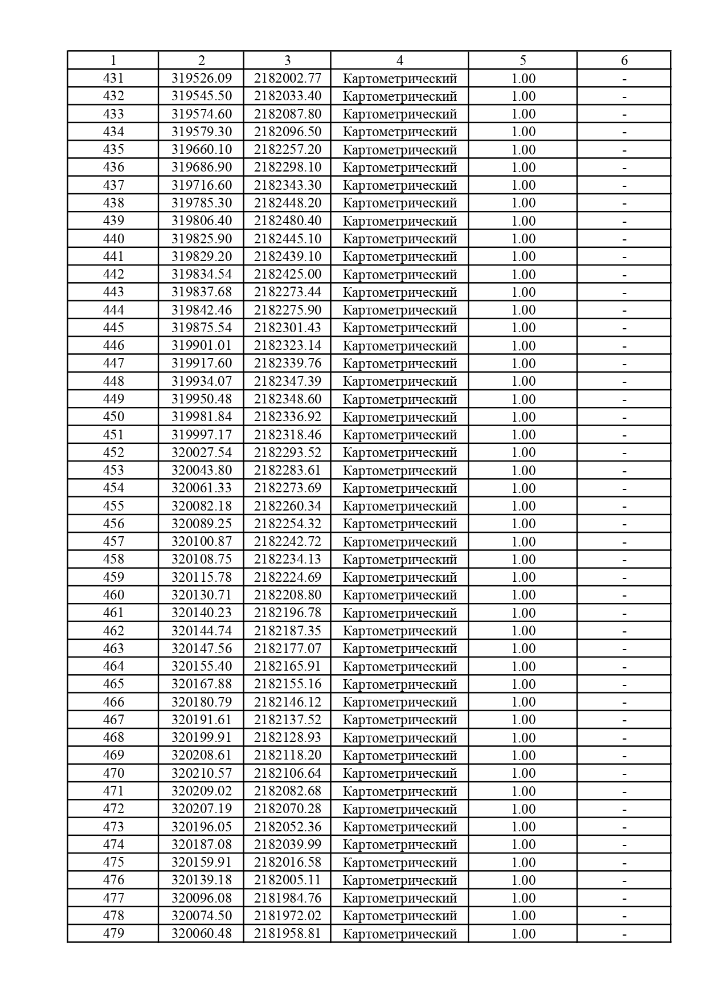 1 2 3 4 5 6
431 319526.09 2182002.77 Картометрический 1.00 -
432 319545.50 2182033.40 Картометрический 1.00 -
433 319574.60 2182087.80 Картометрический 1.00 -
434 319579.30 2182096.50 Картометрический 1.00 -
435 319660.10 2182257.20 Картометрический 1.00 -
436 319686.90 2182298.10 Картометрический 1.00 -
437 319716.60 2182343.30 Картометрический 1.00 -
438 319785.30 2182448.20 Картометрический 1.00 -
439 319806.40 2182480.40 Картометрический 1.00 -
440 319825.90 2182445.10 Картометрический 1.00 -
441 319829.20 2182439.10 Картометрический 1.00 -
442 319834.54 2182425.00 Картометрический 1.00 -
443 319837.68 2182273.44 Картометрический 1.00 -
444 319842.46 2182275.90 Картометрический 1.00 -
445 319875.54 2182301.43 Картометрический 1.00 -
446 319901.01 2182323.14 Картометрический 1.00 -
447 319917.60 2182339.76 Картометрический 1.00 -
448 319934.07 2182347.39 Картометрический 1.00 -
449 319950.48 2182348.60 Картометрический 1.00 -
450 319981.84 2182336.92 Картометрический 1.00 -
451 319997.17 2182318.46 Картометрический 1.00 -
452 320027.54 2182293.52 Картометрический 1.00 -
453 320043.80 2182283.61 Картометрический 1.00 -
454 320061.33 2182273.69 Картометрический 1.00 -
455 320082.18 2182260.34 Картометрический 1.00 -
456 320089.25 2182254.32 Картометрический 1.00 -
457 320100.87 2182242.72 Картометрический 1.00 -
458 320108.75 2182234.13 Картометрический 1.00 -
459 320115.78 2182224.69 Картометрический 1.00 -
460 320130.71 2182208.80 Картометрический 1.00 -
461 320140.23 2182196.78 Картометрический 1.00 -
462 320144.74 2182187.35 Картометрический 1.00 -
463 320147.56 2182177.07 Картометрический 1.00 -
464 320155.40 2182165.91 Картометрический 1.00 -
465 320167.88 2182155.16 Картометрический 1.00 -
466 320180.79 2182146.12 Картометрический 1.00 -
467 320191.61 2182137.52 Картометрический 1.00 -
468 320199.91 2182128.93 Картометрический 1.00 -
469 320208.61 2182118.20 Картометрический 1.00 -
470 320210.57 2182106.64 Картометрический 1.00 -
471 320209.02 2182082.68 Картометрический 1.00 -
472 320207.19 2182070.28 Картометрический 1.00 -
473 320196.05 2182052.36 Картометрический 1.00 -
474 320187.08 2182039.99 Картометрический 1.00 -
475 320159.91 2182016.58 Картометрический 1.00 -
476 320139.18 2182005.11 Картометрический 1.00 -
477 320096.08 2181984.76 Картометрический 1.00 -
478 320074.50 2181972.02 Картометрический 1.00 -
479 320060.48 2181958.81 Картометрический 1.00 -